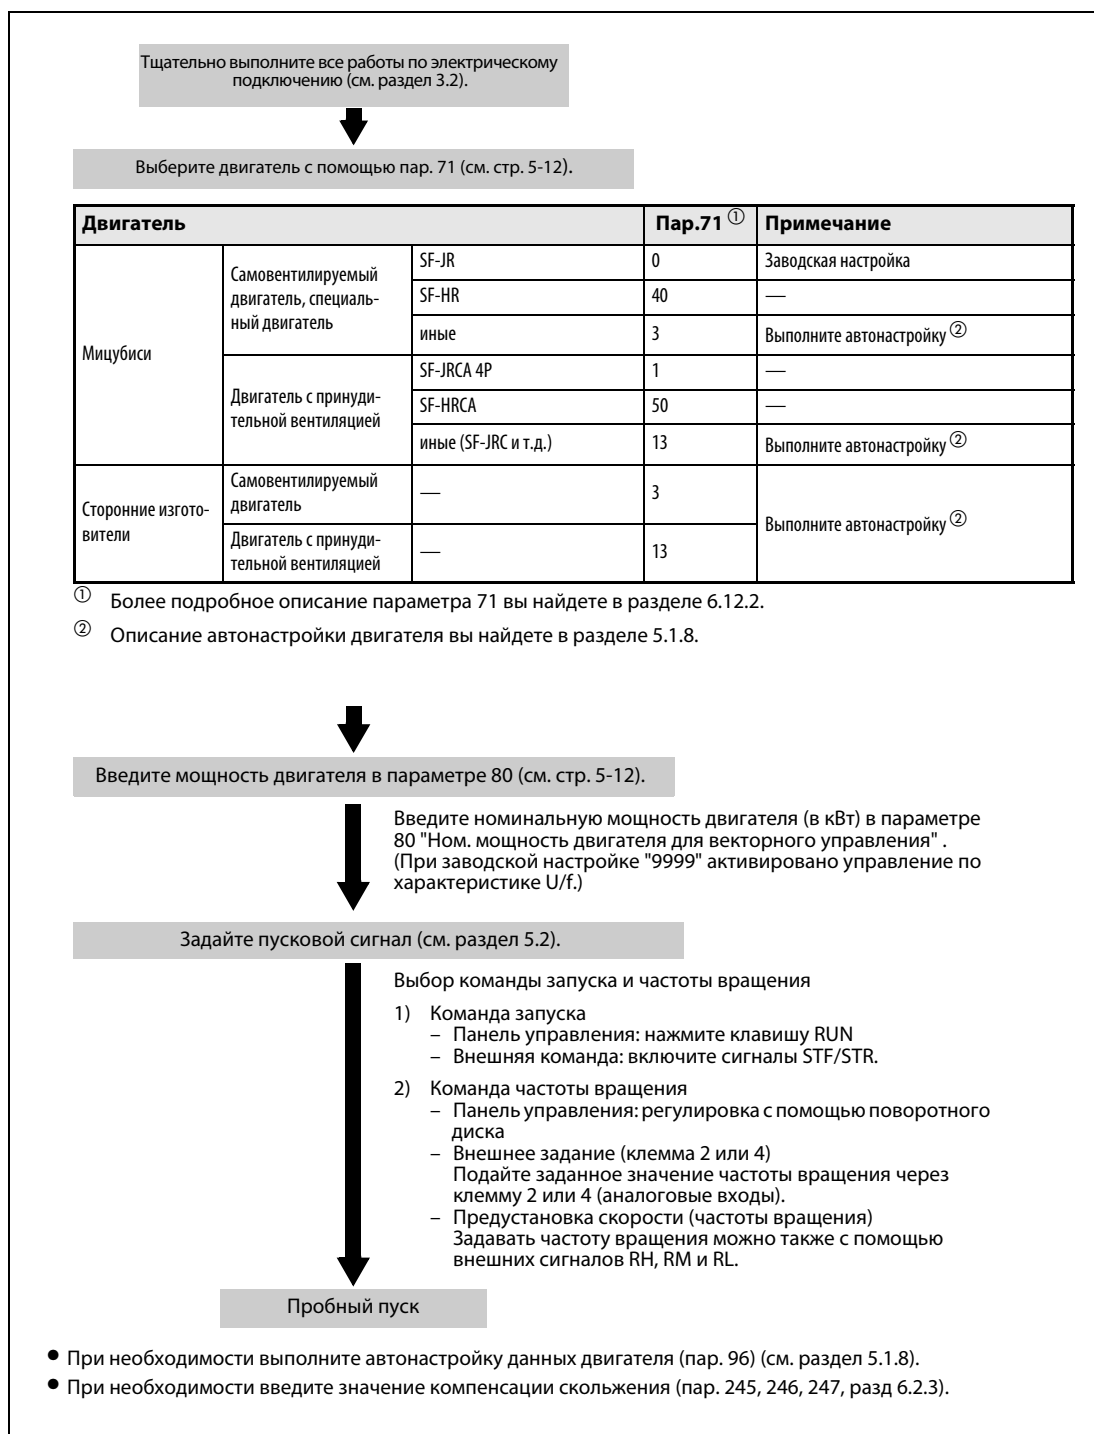 Тщательно выполните все работы по электрическому
подключению (см. раздел 3.2).
Выберите двигатель с помощью пар. 71 (см. стр. 5-12).
Двигатель Пар.71 ① Примечание
Мицубиси
Самовентилируемый
двигатель, специаль-
ный двигатель
SF-JR 0 Заводская настройка
SF-HR 40 —
иные 3 Выполните автонастройку ②
Двигатель с принуди-
тельной вентиляцией
SF-JRCA 4P 1 —
SF-HRCA 50 —
иные (SF-JRC и т.д.) 13 Выполните автонастройку ②
Сторонние изгото-
вители
Самовентилируемый
двигатель
— 3
Двигатель с принуди-
тельной вентиляцией
— 13
Выполните автонастройку ②
① Более подробное описание параметра 71 вы найдете в разделе 6.12.2.
② Описание автонастройки двигателя вы найдете в разделе 5.1.8.
Введите мощность двигателя в параметре 80 (см. стр. 5-12).
Введите номинальную мощность двигателя (в кВт) в параметре
80 "Ном. мощность двигателя для векторного управления" .
(При заводской настройке "9999" активировано управление по
характеристике U/f.)
Задайте пусковой сигнал (см. раздел 5.2).
Выбор команды запуска и частоты вращения
1) Команда запуска
– Панель управления: нажмите клавишу RUN
– Внешняя команда: включите сигналы STF/STR.
2) Команда частоты вращения
– Панель управления: регулировка с помощью поворотного
диска
– Внешнее задание (клемма 2 или 4)
Подайте заданное значение частоты вращения через
клемму 2 или 4 (аналоговые входы).
– Предустановка скорости (частоты вращения)
Задавать частоту вращения можно также с помощью
внешних сигналов RH, RM и RL.
Пробный пуск
● При необходимости выполните автонастройку данных двигателя (пар. 96) (см. раздел 5.1.8).
● При необходимости введите значение компенсации скольжения (пар. 245, 246, 247, разд 6.2.3).